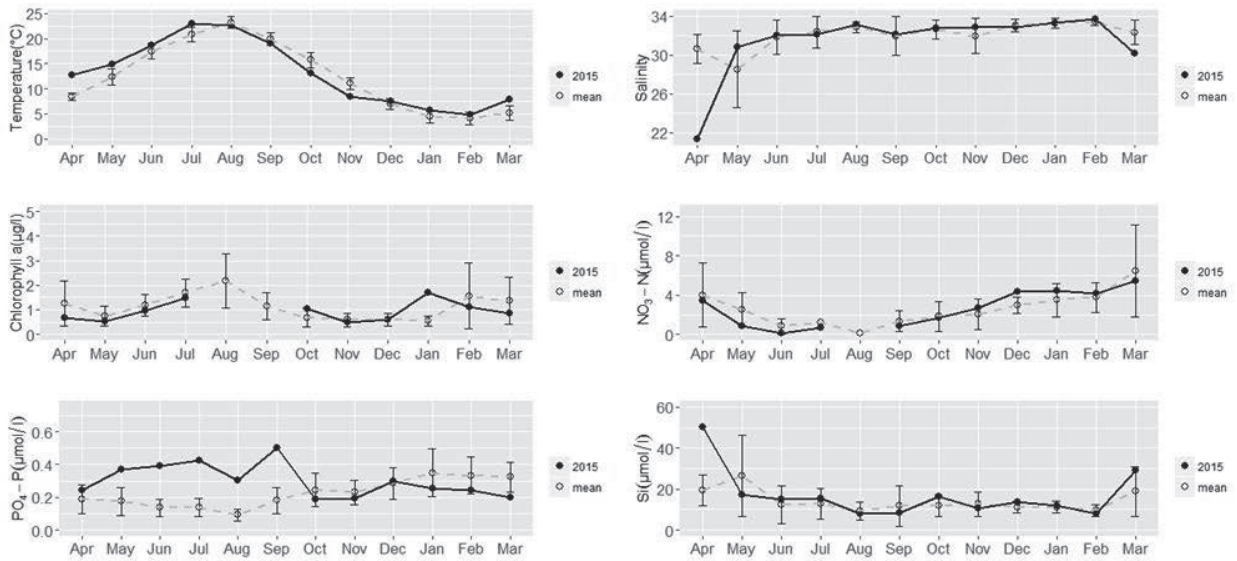 Temperature(°C)
25
20
15
10
5
0
Apr May Jun Jul Aug Sep Oct Nov Dec Jan Feb Mar
2015
mean
Salinity
34
30
26
22
Apr May Jun Jul Aug Sep Oct Nov Dec Jan Feb Mar
2015
mean
Chlorophyll a(μg/l)
5
4
3
2
1
0
Apr May Jun Jul Aug Sep Oct Nov Dec Jan Feb Mar
2015
mean
NO₃−N(μmol/l)
12
8
4
0
Apr May Jun Jul Aug Sep Oct Nov Dec Jan Feb Mar
2015
mean
PO₄−P(μmol/l)
0.6
0.4
0.2
0.0
Apr May Jun Jul Aug Sep Oct Nov Dec Jan Feb Mar
2015
mean
Si(μmol/l)
60
40
20
0
Apr May Jun Jul Aug Sep Oct Nov Dec Jan Feb Mar
2015
mean